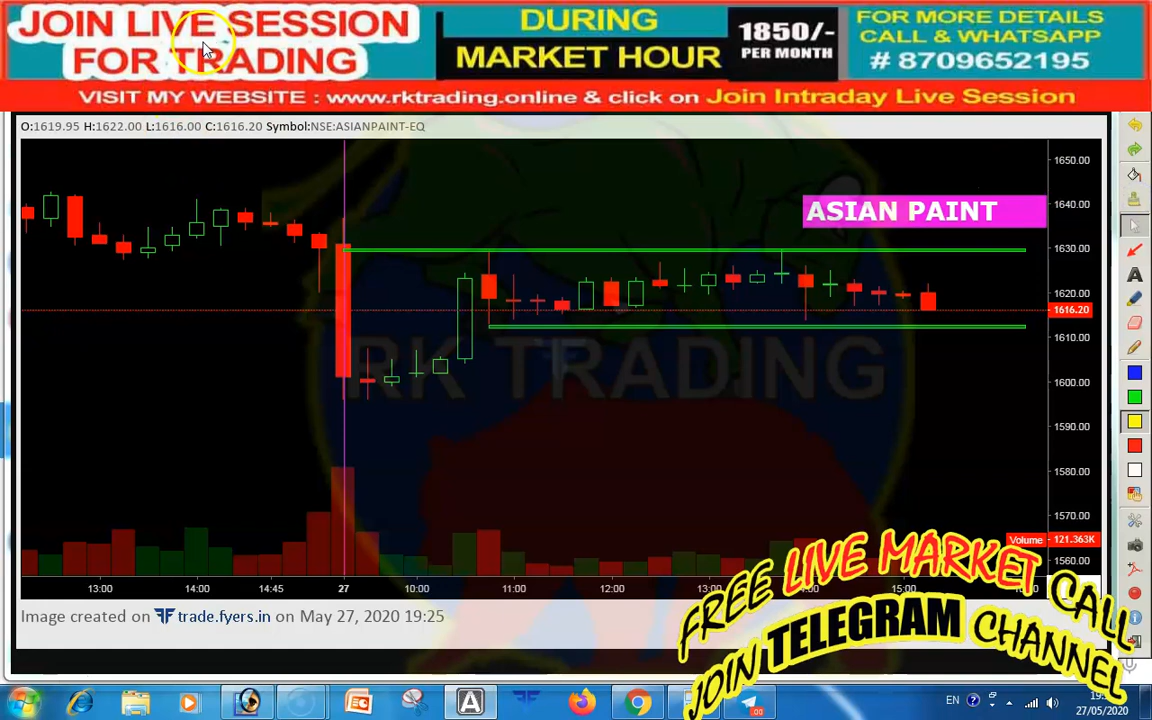 JOIN LIVE SESSION
FOR TRADING
DURING
MARKET HOUR
1850/-
PER MONTH
FOR MORE DETAILS
CALL & WHATSAPP
# 8709652195
VISIT MY WEBSITE : www.rktrading.online & click on Join Intraday Live Session
O:1619.95 H:1622.00 L:1616.00 C:1616.20 Symbol:NSE:ASIANPAINT-EQ
ASIAN PAINT
1650.00
1640.00
1630.00
1620.00
1616.20
1610.00
1600.00
1590.00
1580.00
1570.00
1560.00
RK TRADING
Volume 121.363K
13:00 14:00 14:45 27 10:00 11:00 12:00 13:00 15:00
Image created on trade.fyers.in on May 27, 2020 19:25
FREE LIVE MARKET CALL
JOIN TELEGRAM CHANNEL
A
EN
27/05/2020